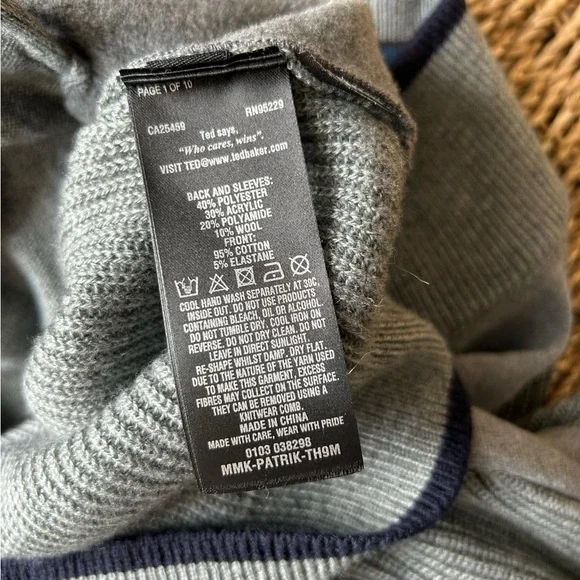 PAGE 1 OF 10
CA25459 RN95229
Ted says,
"Who cares, wins".
VISIT TED@www.tedbaker.com
BACK AND SLEEVES:
40% POLYESTER
30% ACRYLIC
20% POLYAMIDE
10% WOOL
FRONT:
95% COTTON
5% ELASTANE
COOL HAND WASH SEPARATELY AT 30C,
INSIDE OUT. DO NOT USE PRODUCTS
CONTAINING BLEACH, OIL OR ALCOHOL.
DO NOT TUMBLE DRY. COOL IRON ON
REVERSE. DO NOT DRY CLEAN. DO NOT
LEAVE IN DIRECT SUNLIGHT.
RE-SHAPE WHILST DAMP, DRY FLAT.
DUE TO THE NATURE OF THE YARN USED
TO MAKE THIS GARMENT, EXCESS
FIBRES MAY COLLECT ON THE SURFACE.
THEY CAN BE REMOVED USING A
KNITWEAR COMB.
MADE IN CHINA
MADE WITH CARE, WEAR WITH PRIDE
0103 038298
MMK-PATRIK-TH9M